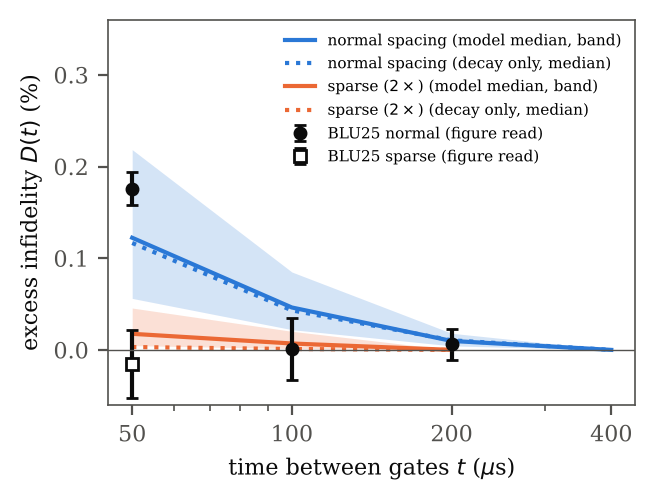 normal spacing (model median, band)
normal spacing (decay only, median)
sparse (2 ×) (model median, band)
sparse (2 ×) (decay only, median)
BLU25 normal (figure read)
BLU25 sparse (figure read)
excess infidelity D(t) (%)
0.3
0.2
0.1
0.0
50 100 200 400
time between gates t (μs)